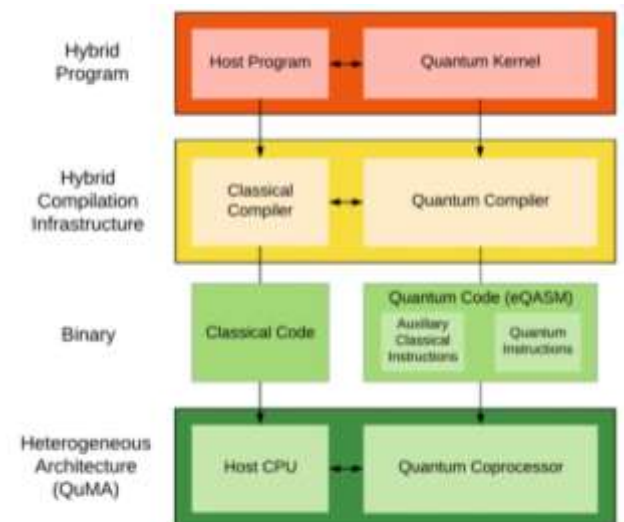 Hybrid
Program
Host Program
Quantum Kernel
Hybrid
Compilation
Infrastructure
Classical
Compiler
Quantum Compiler
Binary
Classical Code
Quantum Code (eQASM)
Auxiliary
Classical
Instructions
Quantum
Instructions
Heterogeneous
Architecture
(QuMA)
Host CPU
Quantum Coprocessor